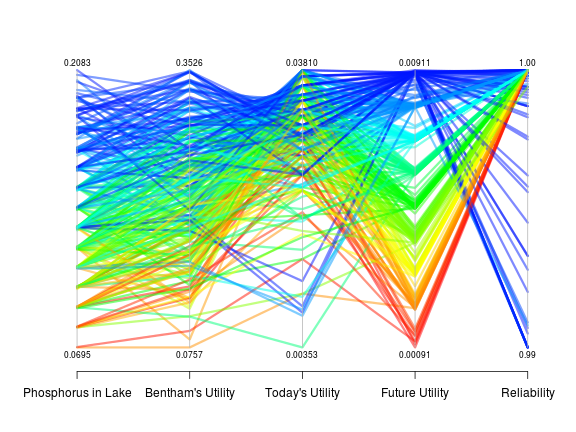 0.2083 0.3526 0.03810 0.00911 1.00
0.0695 0.0757 0.00353 0.00091 0.99
Phosphorus in Lake Bentham's Utility Today's Utility Future Utility Reliability